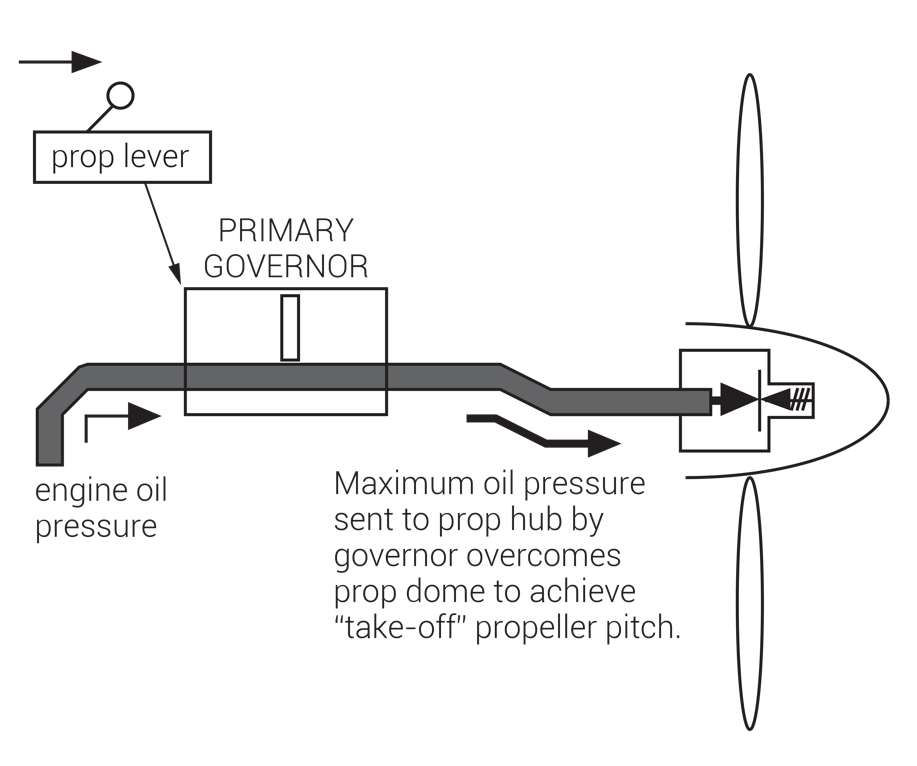 prop lever
PRIMARY
GOVERNOR
engine oil
pressure
Maximum oil pressure
sent to prop hub by
governor overcomes
prop dome to achieve
“take-off” propeller pitch.